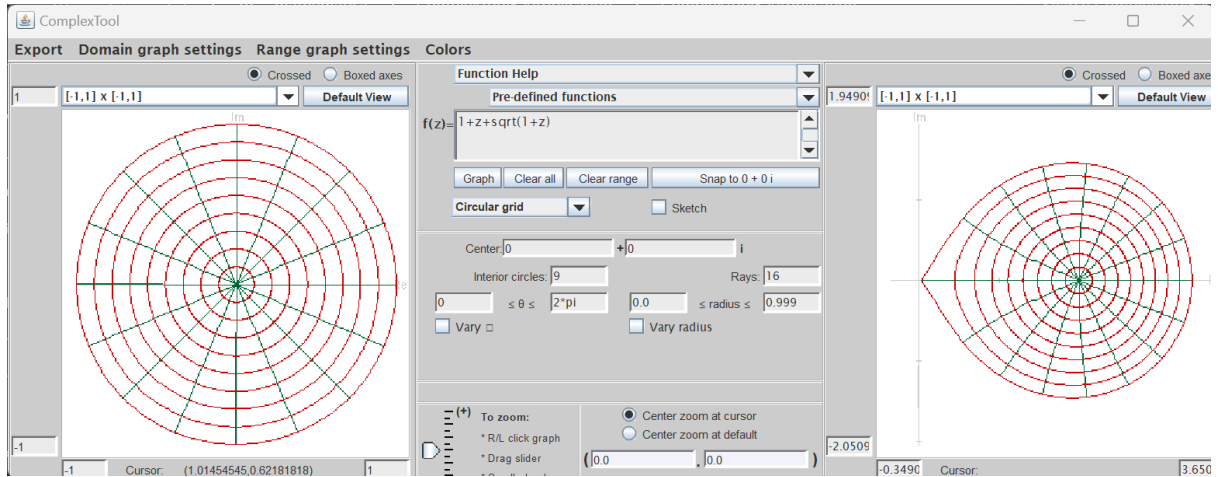 ComplexTool
Export Domain graph settings Range graph settings Colors
Crossed Boxed axes
1 [-1,1] x [-1,1] Default View
Im
-1
-1 Cursor: (1.01454545,0.62181818) 1
Function Help
Pre-defined functions
f(z)= 1+z+sqrt(1+z)
Graph Clear all Clear range Snap to 0 + 0 i
Circular grid Sketch
Center: 0 + 0 i
Interior circles: 9 Rays: 16
0 ≤ θ ≤ 2*pi 0.0 ≤ radius ≤ 0.999
Vary □ Vary radius
(+) To zoom:
* R/L click graph
* Drag slider
Center zoom at cursor
Center zoom at default
( 0.0 , 0.0 )
Crossed Boxed axe
1.9490 [-1,1] x [-1,1] Default View
Im
-2.0509
-0.3490 Cursor: 3.650